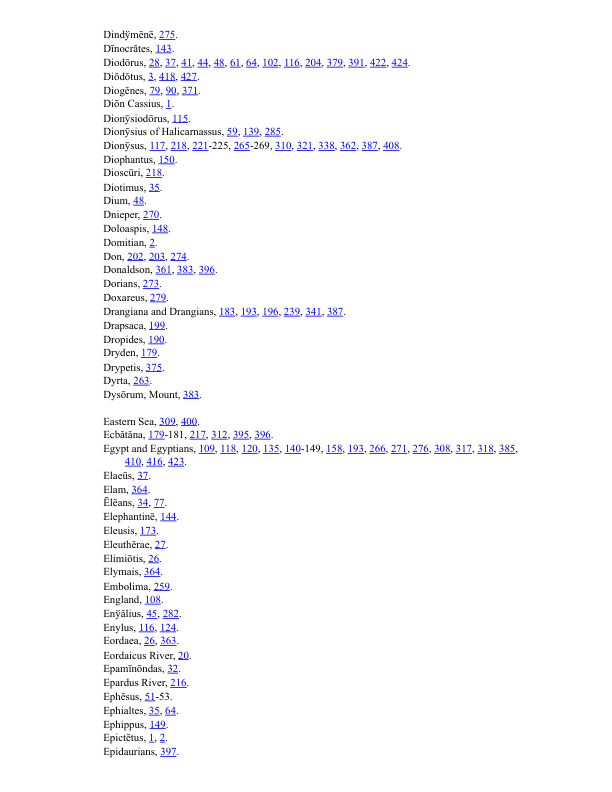 Dindȳmēnē, 275.
Dīnocrātes, 143.
Diodōrus, 28, 37, 41, 44, 48, 61, 64, 102, 116, 204, 379, 391, 422, 424.
Diŏdŏtus, 3, 418, 427.
Diogĕnes, 79, 90, 371.
Diōn Cassius, 1.
Dionȳsiodōrus, 115.
Dionȳsius of Halicarnassus, 59, 139, 285.
Dionȳsus, 117, 218, 221-225, 265-269, 310, 321, 338, 362, 387, 408.
Diophantus, 150.
Dioscūri, 218.
Diotimus, 35.
Dium, 48.
Dnieper, 270.
Doloaspis, 148.
Domitian, 2.
Don, 202, 203, 274.
Donaldson, 361, 383, 396.
Dorians, 273.
Doxareus, 279.
Drangiana and Drangians, 183, 193, 196, 239, 341, 387.
Drapsaca, 199.
Dropides, 190.
Dryden, 179.
Drypetis, 375.
Dyrta, 263.
Dysōrum, Mount, 383.
Eastern Sea, 309, 400.
Ecbātāna, 179-181, 217, 312, 395, 396.
Egypt and Egyptians, 109, 118, 120, 135, 140-149, 158, 193, 266, 271, 276, 308, 317, 318, 385,
410, 416, 423.
Elaeūs, 37.
Elam, 364.
Ēlēans, 34, 77.
Elephantinē, 144.
Eleusis, 173.
Eleuthērae, 27.
Elimiōtis, 26.
Elymais, 364.
Embolima, 259.
England, 108.
Enȳălius, 45, 282.
Enylus, 116, 124.
Eordaea, 26, 363.
Eordaicus River, 20.
Epamīnōndas, 32.
Epardus River, 216.
Ephĕsus, 51-53.
Ephialtes, 35, 64.
Ephippus, 149.
Epictētus, 1, 2.
Epidaurians, 397.